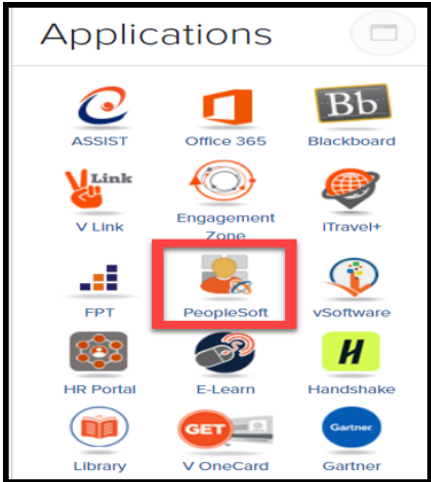 Applications
Bb
ASSIST Office 365 Blackboard
Link
V Link Engagement Zone iTravel+
FPT PeopleSoft vSoftware
H
HR Portal E-Learn Handshake
GET Gartner
Library V OneCard Gartner